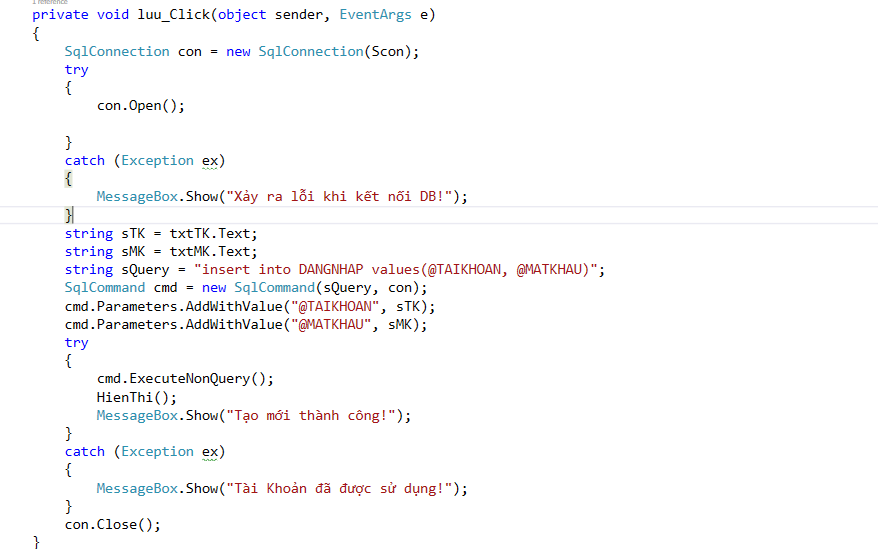 1 reference
private void luu_Click(object sender, EventArgs e)
{
SqlConnection con = new SqlConnection(Scon);
try
{
con.Open();
}
catch (Exception ex)
{
MessageBox.Show("Xảy ra lỗi khi kết nối DB!");
}
string sTK = txtTK.Text;
string sMK = txtMK.Text;
string sQuery = "insert into DANGNHAP values(@TAIKHOAN, @MATKHAU)";
SqlCommand cmd = new SqlCommand(sQuery, con);
cmd.Parameters.AddWithValue("@TAIKHOAN", sTK);
cmd.Parameters.AddWithValue("@MATKHAU", sMK);
try
{
cmd.ExecuteNonQuery();
HienThi();
MessageBox.Show("Tạo mới thành công!");
}
catch (Exception ex)
{
MessageBox.Show("Tài Khoản đã được sử dụng!");
}
con.Close();
}